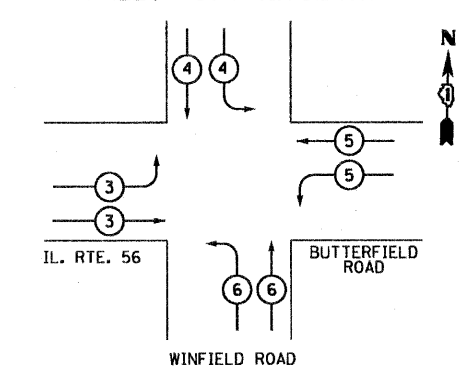 4 4
N
5
5
3
3
IL. RTE. 56
BUTTERFIELD
ROAD
6 6
WINFIELD ROAD